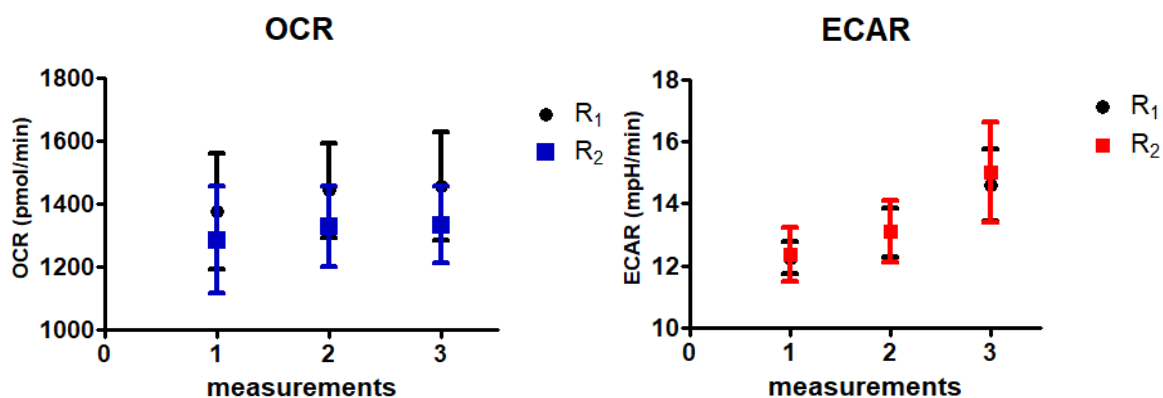 OCR
OCR (pmol/min)
1800
1600
1400
1200
1000
0
1
2
3
measurements
R₁
R₂
ECAR
ECAR (mpH/min)
18
16
14
12
10
0
1
2
3
measurements
R₁
R₂